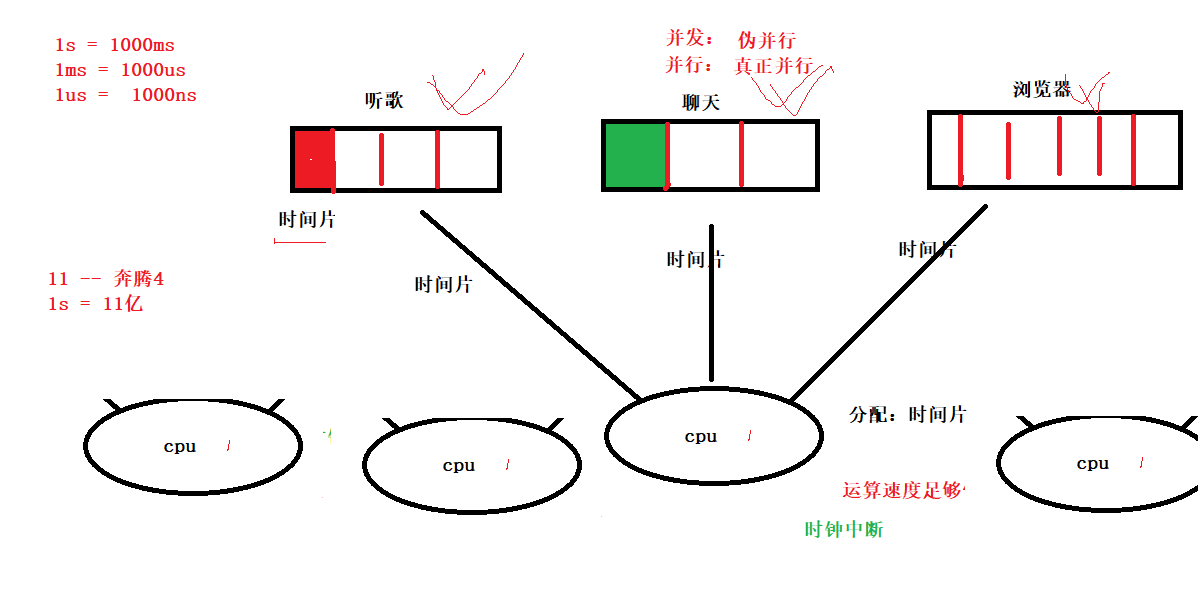 1s = 1000ms
1ms = 1000us
1us =  1000ns
并发： 伪并行
并行： 真正并行
听歌
聊天
浏览器
时间片
时间片
时间片
时间片
11 -- 奔腾4
1s = 11亿
cpu
cpu
cpu
cpu
分配：时间片
运算速度足够
时钟中断